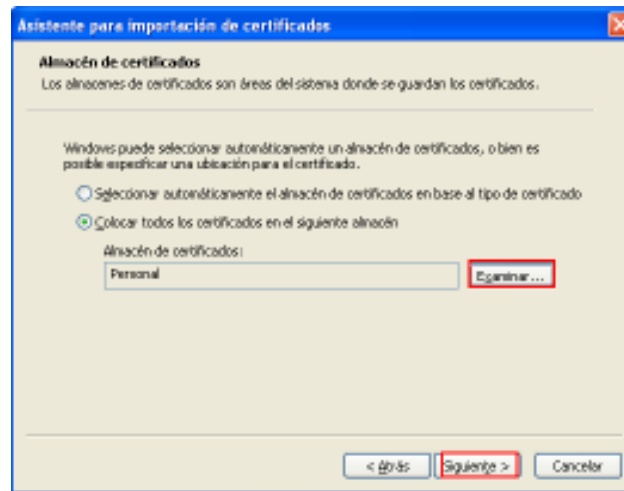 Asistente para importación de certificados
Almacén de certificados
Los almacenes de certificados son áreas del sistema donde se guardan los certificados.
Windows puede seleccionar automáticamente un almacén de certificados, o bien es
posible especificar una ubicación para el certificado.
Seleccionar automáticamente el almacén de certificados en base al tipo de certificado
Colocar todos los certificados en el siguiente almacén
Almacén de certificados:
Personal Examinar...
< Atrás Siguiente > Cancelar